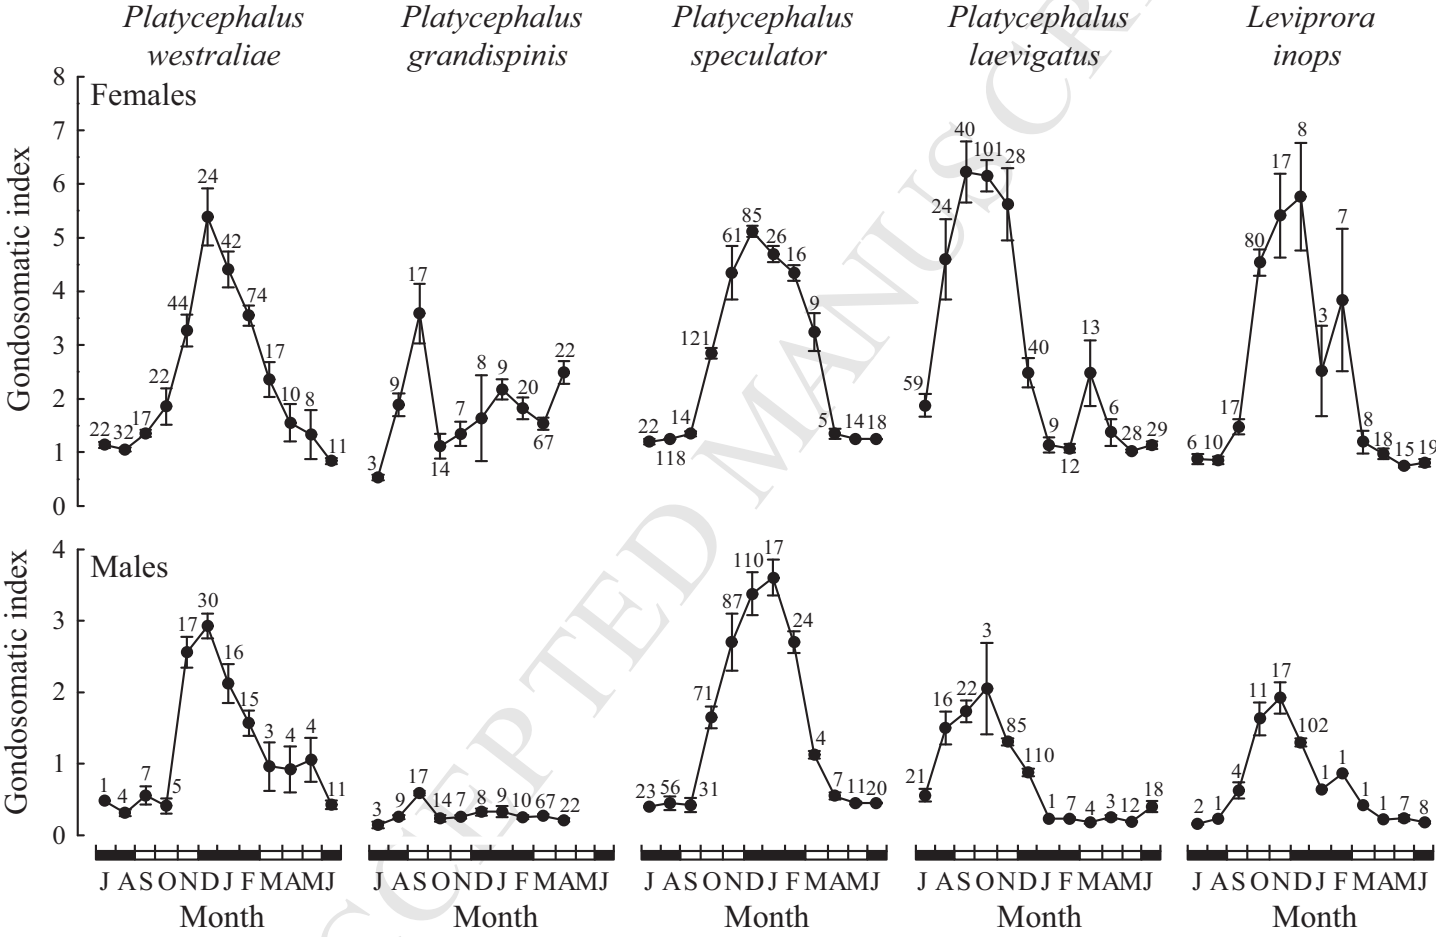 Platycephalus westraliae
Platycephalus grandispinis
Platycephalus speculator
Platycephalus laevigatus
Leviprora inops
Females
Gondosomatic index
8
7
6
5
4
3
2
1
0
22 32 17 22 44 24 42 74 17 10 8 11
3 9 17 14 7 8 9 20 67 22
22 118 14 121 61 85 26 16 9 5 14 18
59 24 40 101 28 40 9 12 13 6 28 29
6 10 17 80 17 8 3 7 8 18 15 19
Males
Gondosomatic index
4
3
2
1
0
1 4 7 5 17 30 16 15 3 4 4 11
3 9 17 14 7 8 9 10 67 22
23 56 31 71 87 110 17 24 4 7 11 20
21 16 22 3 85 110 1 7 4 3 12 18
2 1 4 11 17 102 1 1 1 1 7 8
J A S O N D J F M A M J
J A S O N D J F M A M J
J A S O N D J F M A M J
J A S O N D J F M A M J
J A S O N D J F M A M J
Month
Month
Month
Month
Month
CCEPTED MANUSCR